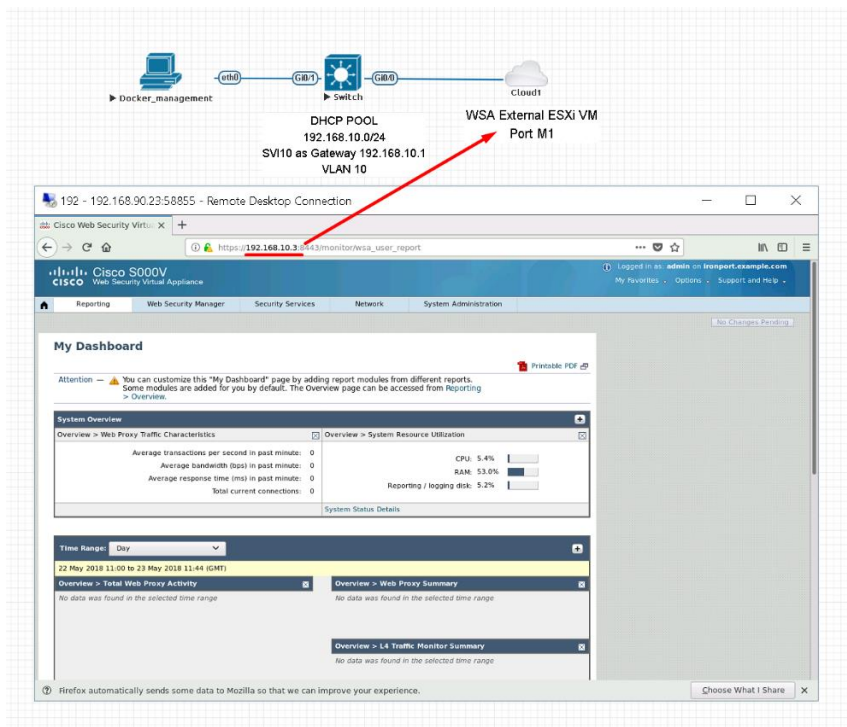 eth0
Gi0/1
Gi0/0
Docker_management
Switch
Cloud1
DHCP POOL
192.168.10.0/24
SVI10 as Gateway 192.168.10.1
VLAN 10
WSA External ESXi VM
Port M1
192 - 192.168.90.23:58855 - Remote Desktop Connection
Cisco Web Security Virtu
https://192.168.10.3:8443/monitor/wsa_user_report
cisco
Cisco S000V
Web Security Virtual Appliance
Logged in as: admin on ironport.example.com
My Favorites Options Support and Help
Reporting Web Security Manager Security Services Network System Administration
No Changes Pending
My Dashboard
Printable PDF
Attention — You can customize this "My Dashboard" page by adding report modules from different reports.
Some modules are added for you by default. The Overview page can be accessed from Reporting
> Overview.
System Overview
Overview > Web Proxy Traffic Characteristics
Average transactions per second in past minute: 0
Average bandwidth (bps) in past minute: 0
Average response time (ms) in past minute: 0
Total current connections: 0
Overview > System Resource Utilization
CPU: 5.4%
RAM: 53.0%
Reporting / logging disk: 5.2%
System Status Details
Time Range: Day
22 May 2018 11:00 to 23 May 2018 11:44 (GMT)
Overview > Total Web Proxy Activity
No data was found in the selected time range
Overview > Web Proxy Summary
No data was found in the selected time range
Overview > L4 Traffic Monitor Summary
No data was found in the selected time range
Firefox automatically sends some data to Mozilla so that we can improve your experience.
Choose What I Share